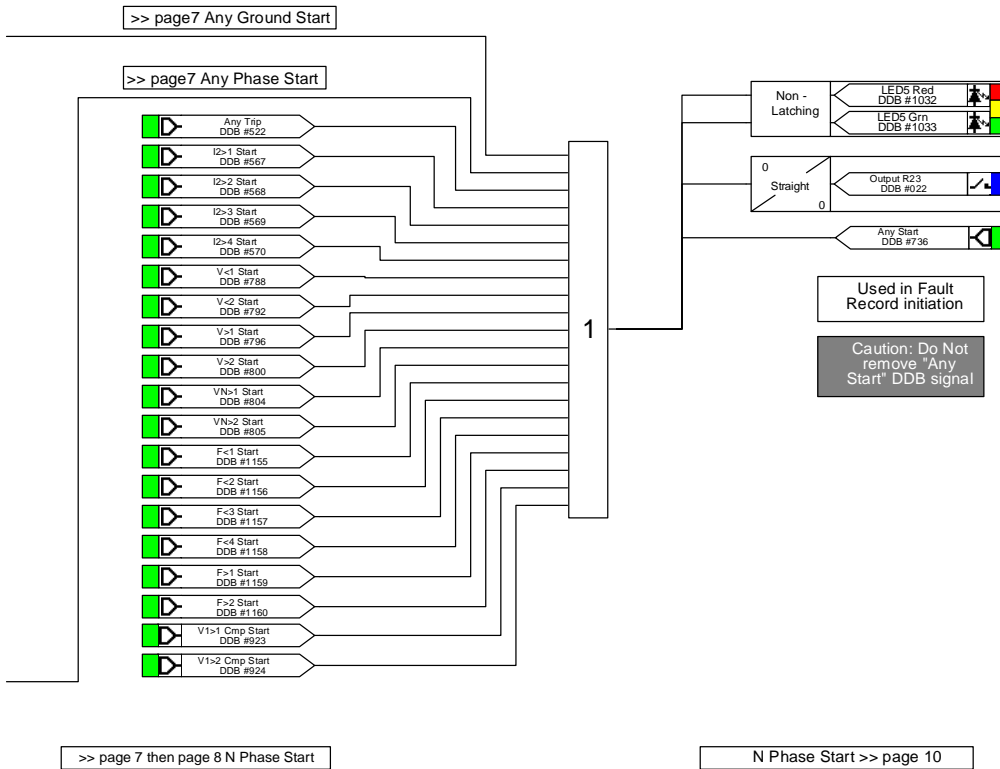 >> page7 Any Ground Start
>> page7 Any Phase Start
Any Trip
DDB #522
I2>1 Start
DDB #567
I2>2 Start
DDB #568
I2>3 Start
DDB #569
I2>4 Start
DDB #570
V<1 Start
DDB #788
V<2 Start
DDB #792
V>1 Start
DDB #796
V>2 Start
DDB #800
VN>1 Start
DDB #804
VN>2 Start
DDB #805
F<1 Start
DDB #1155
F<2 Start
DDB #1156
F<3 Start
DDB #1157
F<4 Start
DDB #1158
F>1 Start
DDB #1159
F>2 Start
DDB #1160
V1>1 Cmp Start
DDB #923
V1>2 Cmp Start
DDB #924
1
Non -
Latching
LED5 Red
DDB #1032
LED5 Grn
DDB #1033
0
Straight
0
Output R23
DDB #022
Any Start
DDB #736
Used in Fault
Record initiation
Caution: Do Not
remove "Any
Start" DDB signal
>> page 7 then page 8 N Phase Start
N Phase Start >> page 10